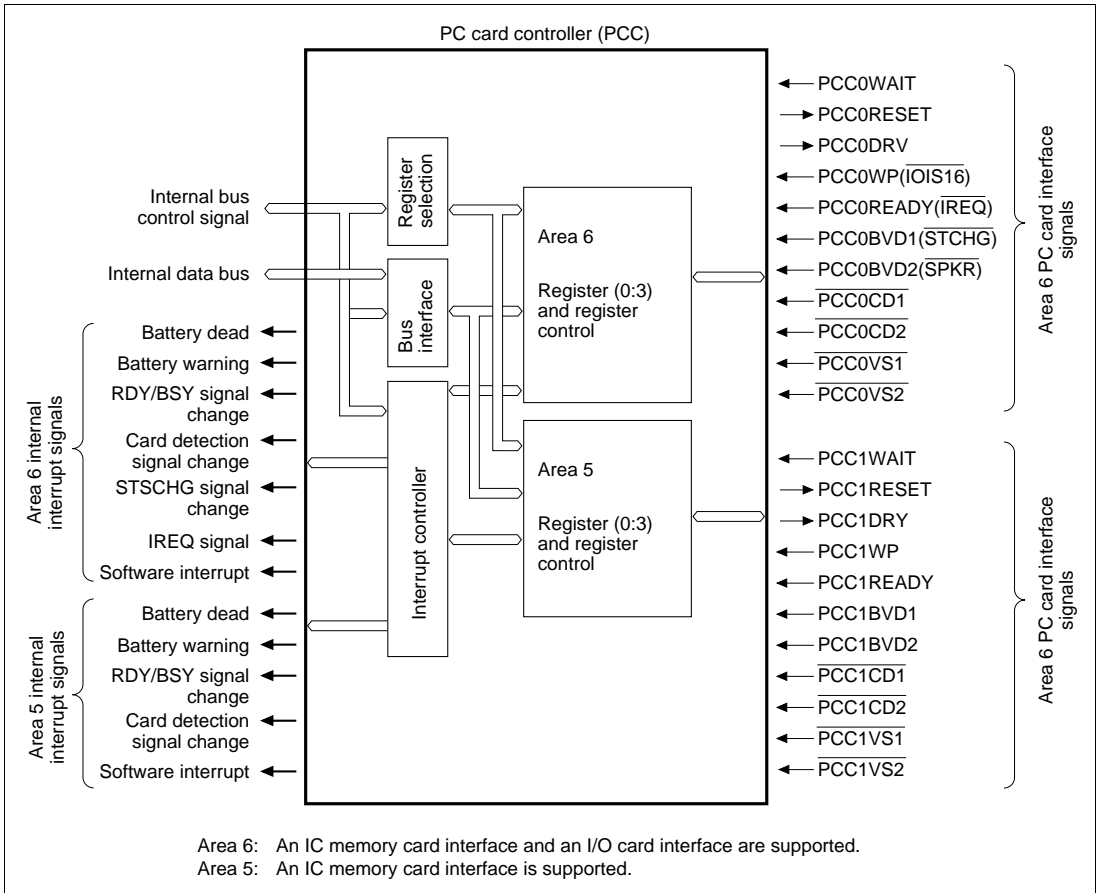 PC card controller (PCC)
Internal bus
control signal
Internal data bus
Area 6 internal
interrupt signals
Battery dead
Battery warning
RDY/BSY signal
change
Card detection
signal change
STSCHG signal
change
IREQ signal
Software interrupt
Area 5 internal
interrupt signals
Battery dead
Battery warning
RDY/BSY signal
change
Card detection
signal change
Software interrupt
Register
selection
Bus
interface
Interrupt controller
Area 6
Register (0:3)
and register
control
Area 5
Register (0:3)
and register
control
PCC0WAIT
PCC0RESET
PCC0DRV
PCC0WP(IOIS16)
PCC0READY(IREQ)
PCC0BVD1(STCHG)
PCC0BVD2(SPKR)
PCC0CD1
PCC0CD2
PCC0VS1
PCC0VS2
Area 6 PC card interface
signals
PCC1WAIT
PCC1RESET
PCC1DRY
PCC1WP
PCC1READY
PCC1BVD1
PCC1BVD2
PCC1CD1
PCC1CD2
PCC1VS1
PCC1VS2
Area 6 PC card interface
signals
Area 6: An IC memory card interface and an I/O card interface are supported.
Area 5: An IC memory card interface is supported.